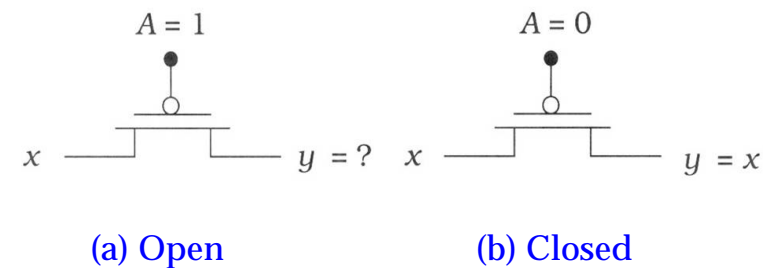 A = 1
A = 0
x
y = ?
x
y = x
(a) Open
(b) Closed